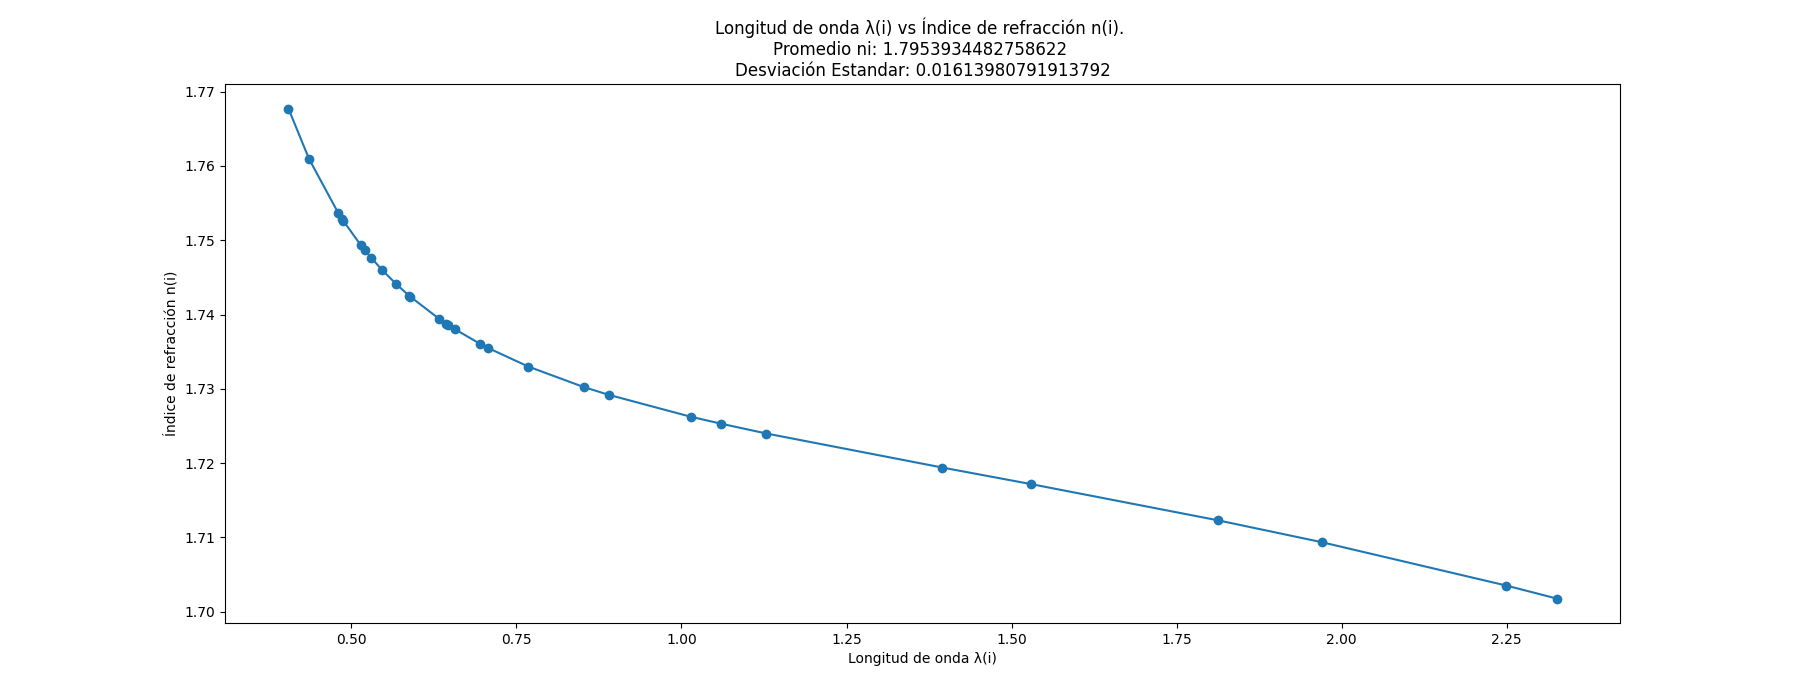 Longitud de onda λ(i) vs Índice de refracción n(i).
Promedio ni: 1.7953934482758622
Desviación Estandar: 0.01613980791913792
1.77
1.76
1.75
1.74
1.73
1.72
1.71
1.70
Índice de refracción n(i)
0.50 0.75 1.00 1.25 1.50 1.75 2.00 2.25
Longitud de onda λ(i)